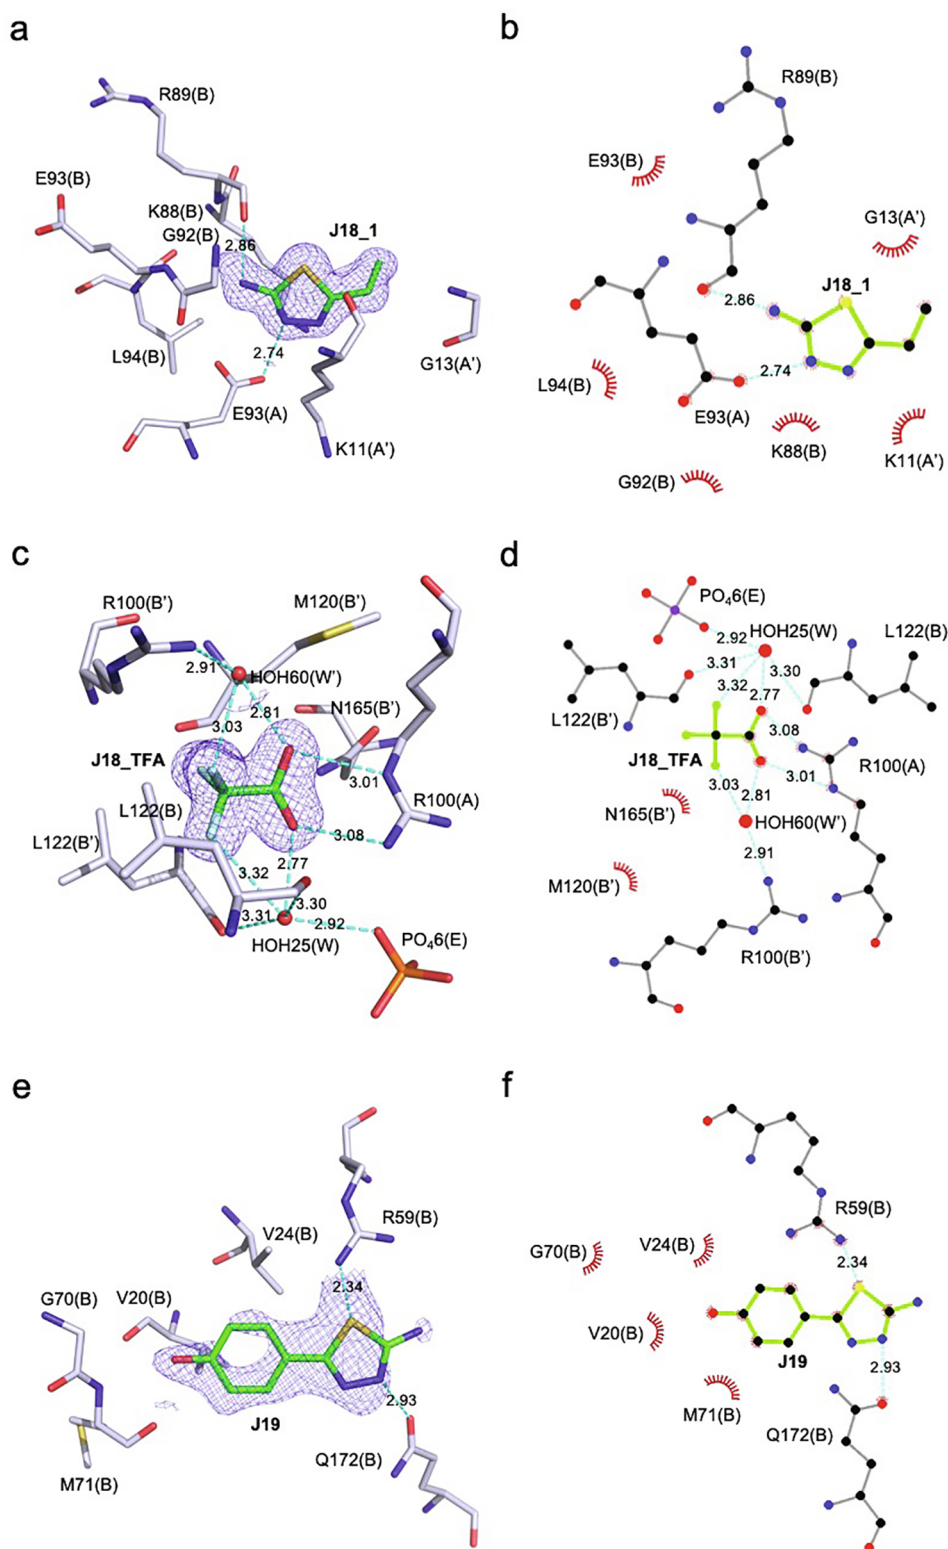 a
R89(B)
E93(B)
K88(B)
G92(B)
2.86
J18_1
L94(B)
2.74
G13(A')
E93(A)
K11(A')
b
R89(B)
E93(B)
G13(A')
J18_1
2.86
2.74
L94(B)
E93(A)
K88(B)
K11(A')
G92(B)
c
R100(B')
M120(B')
2.91
HOH60(W')
2.81
3.03
N165(B')
J18_TFA
3.01
L122(B)
R100(A)
L122(B')
3.08
3.32
2.77
3.30
3.31
2.92
HOH25(W)
PO₄6(E)
d
PO₄6(E)
2.92
HOH25(W)
L122(B)
3.31
3.30
3.32
2.77
L122(B')
3.08
J18_TFA
R100(A)
3.03
3.01
2.81
N165(B')
HOH60(W')
2.91
M120(B')
R100(B')
e
R59(B)
V24(B)
2.34
G70(B)
V20(B)
2.93
J19
Q172(B)
M71(B)
f
R59(B)
V24(B)
G70(B)
2.34
V20(B)
J19
2.93
M71(B)
Q172(B)